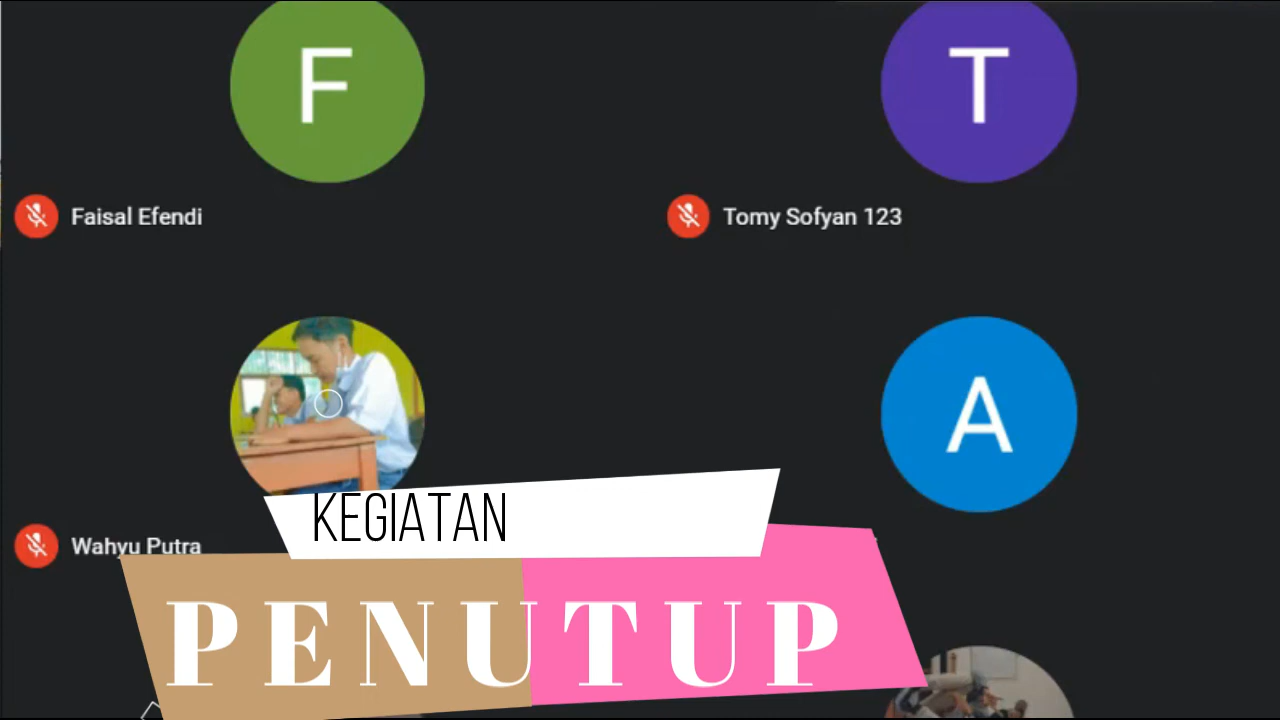 F
T
Faisal Efendi
Tomy Sofyan 123
A
Wahyu Putra
KEGIATAN
PENUTUP